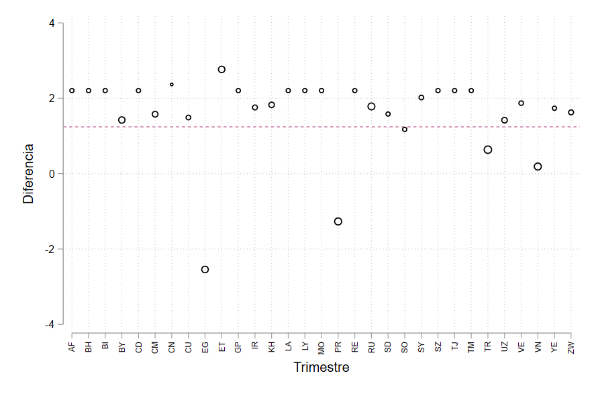 4
2
0
-2
-4
Diferencia
AF BH BI BY CD CM CN CU EG ET GP IR KH LA LY MO PR RE RU SD SO SY SZ TJ TM TR UZ VE VN YE ZW
Trimestre